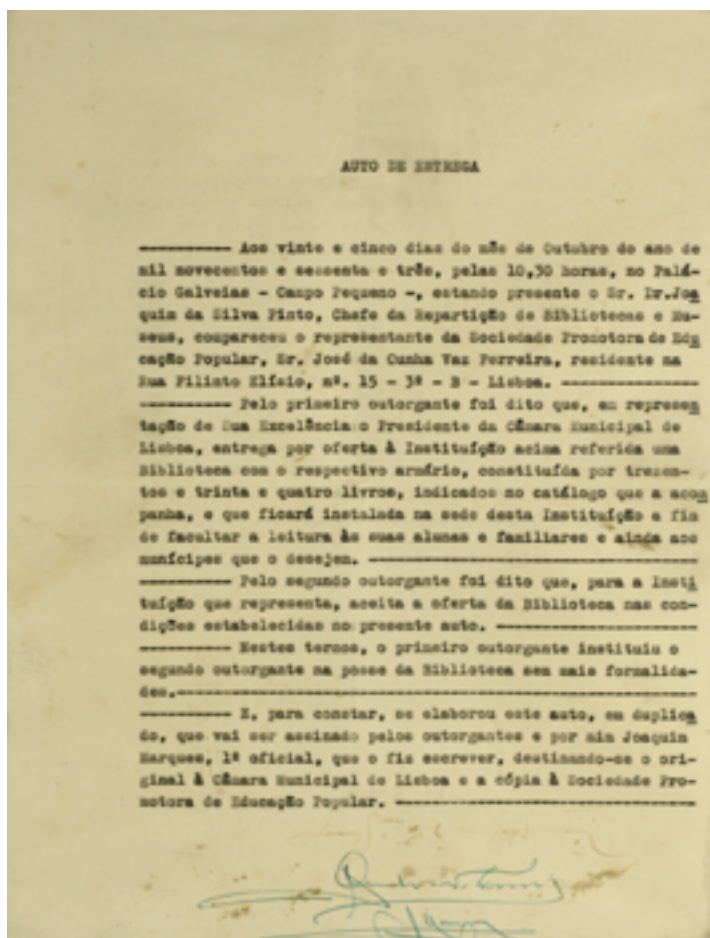 AUTO DE ENTREGA
---------- Aos vinte e cinco dias do mês de Outubro do ano de
mil novecentos e sessenta e três, pelas 10,30 horas, no Palá-
cio Galveias - Campo Pequeno -, estando presente o Sr. Dr.Joa
quim da Silva Pinto, Chefe da Repartição de Bibliotecas e Mu-
seus, compareceu o representante da Sociedade Promotora de Edu
cação Popular, Sr. José da Cunha Vaz Ferreira, residente na
Rua Filinto Elísio, nº. 15 - 3º - B - Lisboa. ---------------
---------- Pelo primeiro outorgante foi dito que, em represen
tação de Sua Excelência o Presidente da Câmara Municipal de
Lisboa, entrega por oferta à Instituíção acima referida uma
Biblioteca com o respectivo armário, constituída por trezen-
tos e trinta e quatro livros, indicados no catálogo que a acom
panha, e que ficará instalada na sede desta Instituíção a fim
de facultar a leitura às suas alunas e familiares e ainda aos
munícipes que o desejem. ------------------------------------
---------- Pelo segundo outorgante foi dito que, para a Insti
tuíção que representa, aceita a oferta da Biblioteca nas con-
dições estabelecidas no presente auto. ----------------------
---------- Nestes termos, o primeiro outorgante instituiu o
segundo outorgante na posse da Biblioteca sem mais formalida-
des.---------------------------------------------------------
---------- E, para constar, se elaborou este auto, em duplica
do, que vai ser assinado pelos outorgantes e por mim Joaquim
Marques, 1º oficial, que o fiz escrever, destinando-se o ori-
ginal à Câmara Municipal de Lisboa e a cópia à Sociedade Pro-
motora de Educação Popular. ---------------------------------